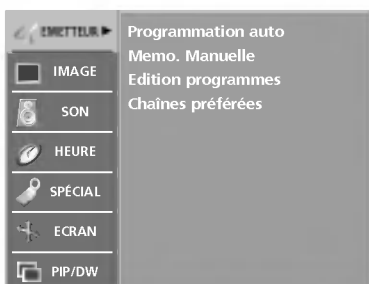 EMETTEUR
IMAGE
SON
HEURE
SPÉCIAL
ECRAN
PIP/DW
Programmation auto
Memo. Manuelle
Edition programmes
Chaînes préférées